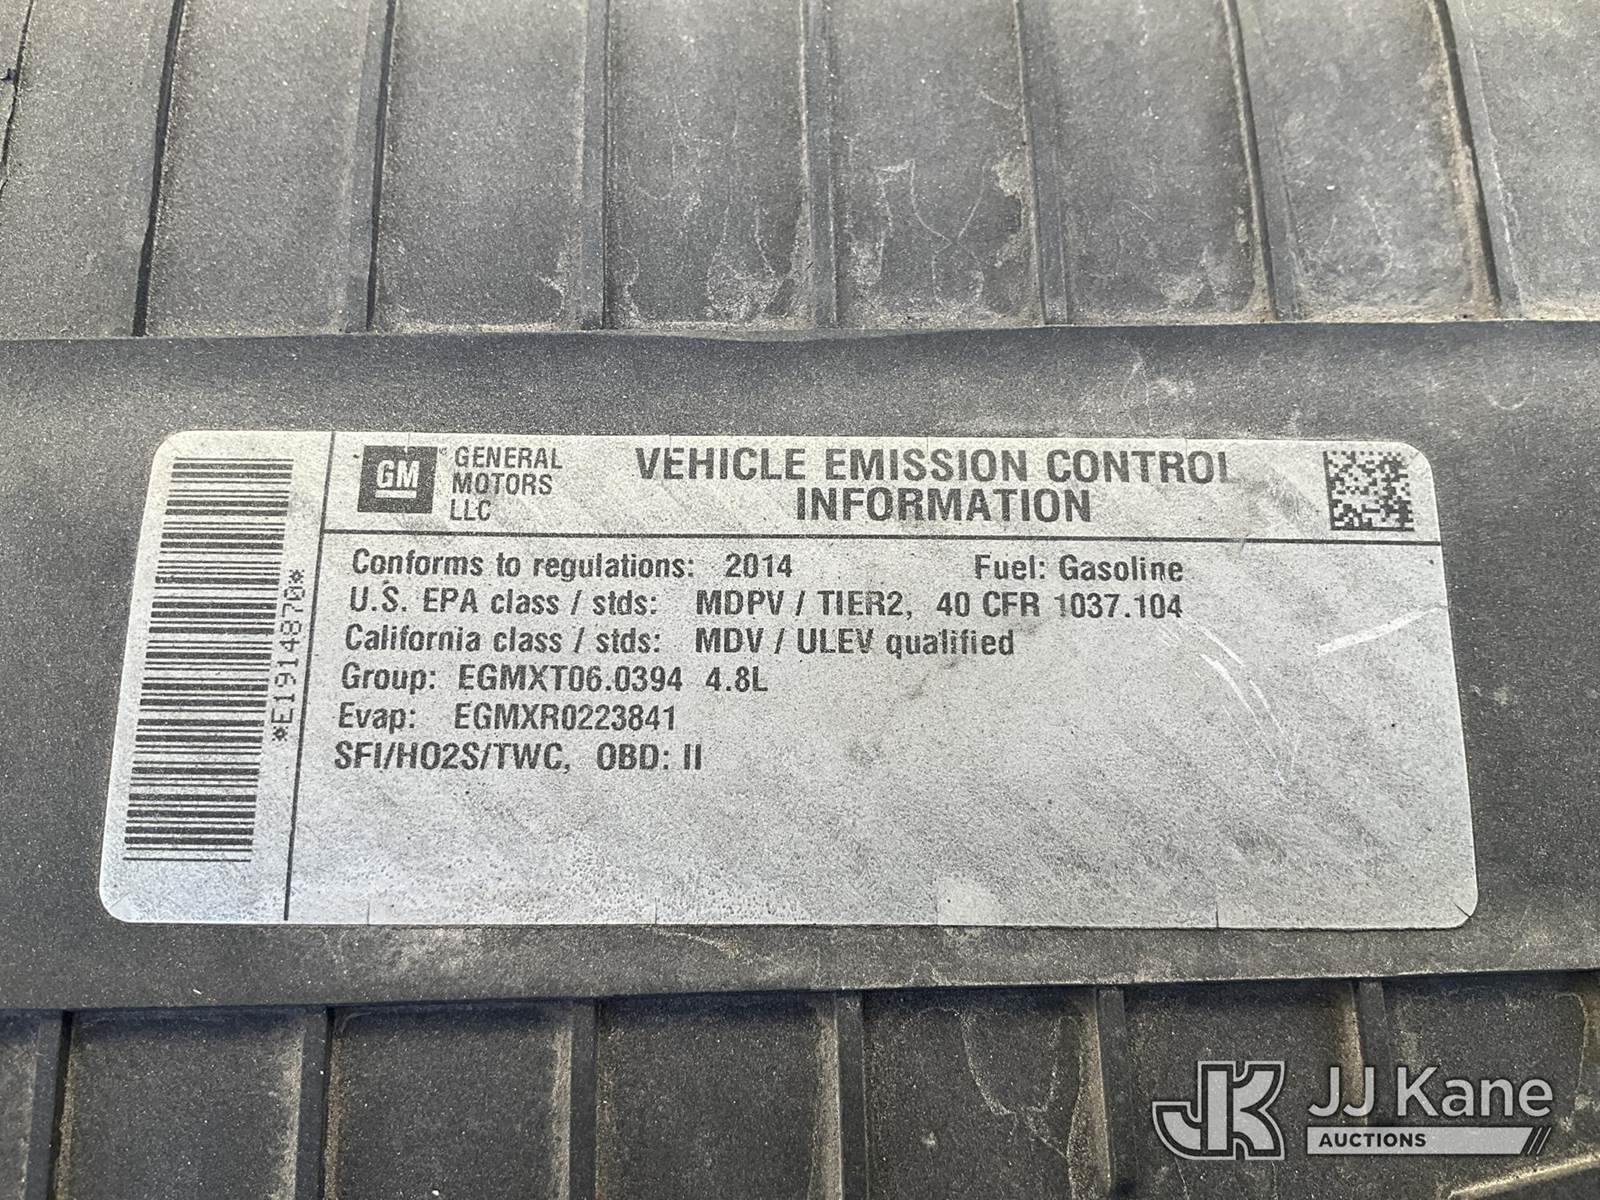 GM GENERAL MOTORS LLC
VEHICLE EMISSION CONTROL
INFORMATION
*E19148870*
Conforms to regulations: 2014 Fuel: Gasoline
U.S. EPA class / stds: MDPV / TIER2, 40 CFR 1037.104
California class / stds: MDV / ULEV qualified
Group: EGMXT06.0394 4.8L
Evap: EGMXR0223841
SFI/HO2S/TWC, OBD: II
JK JJ Kane
AUCTIONS